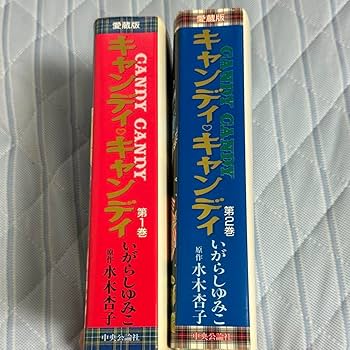 愛蔵版
CANDY CANDY
キャンディ♡キャンディ
第1巻
いがらしゆみこ
原作 水木杏子
中央公論社
愛蔵版
CANDY CANDY
キャンディ♡キャンディ
第2巻
いがらしゆみこ
原作 水木杏子
中央公論社